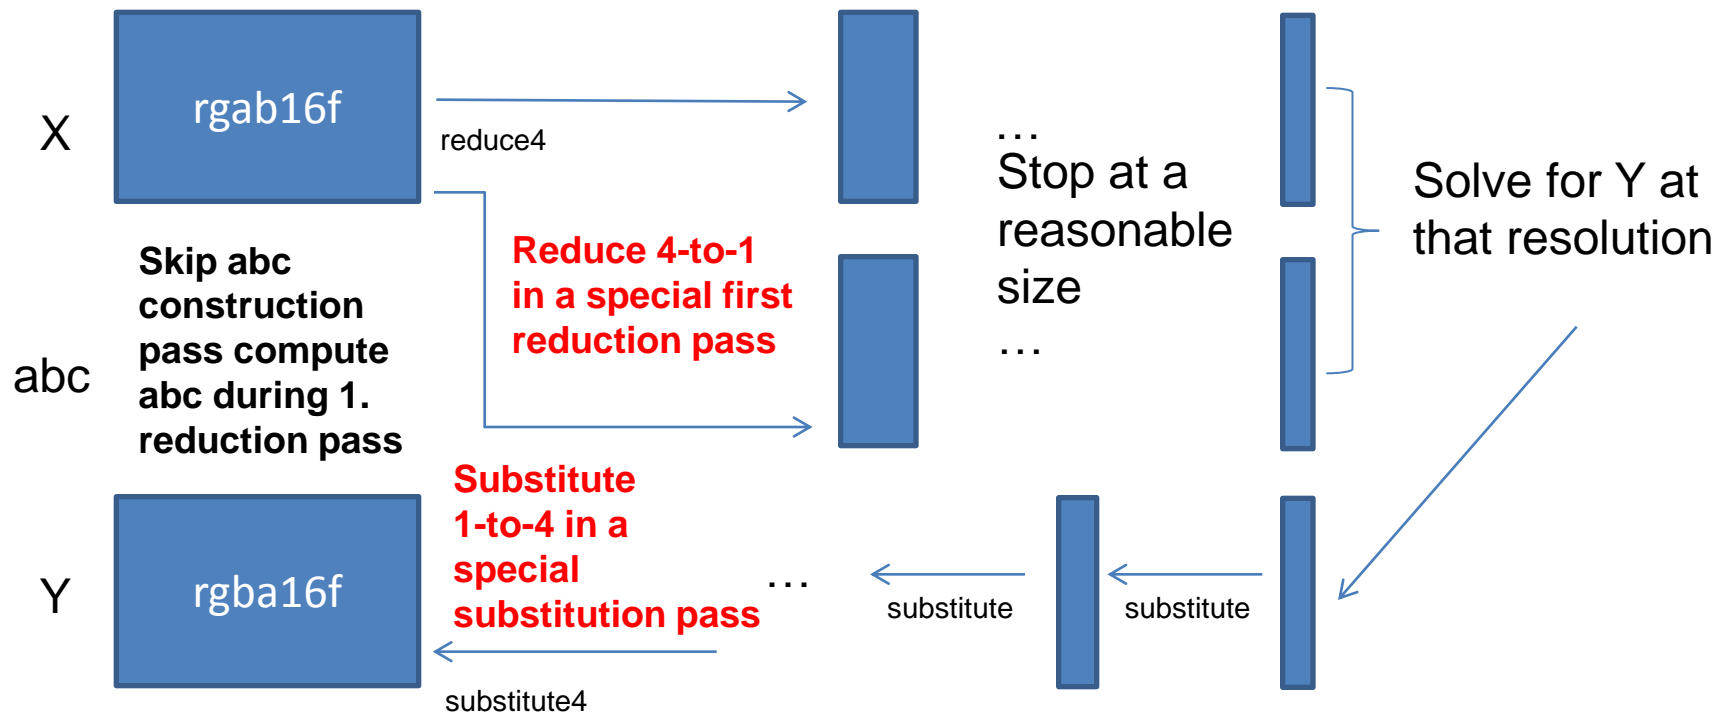 X
rgab16f
reduce4
…
Stop at a
reasonable
size
…
Solve for Y at
that resolution
abc
Skip abc
construction
pass compute
abc during 1.
reduction pass
Reduce 4-to-1
in a special first
reduction pass
Y
rgba16f
Substitute
1-to-4 in a
special
substitution pass
substitute4
…
substitute
substitute